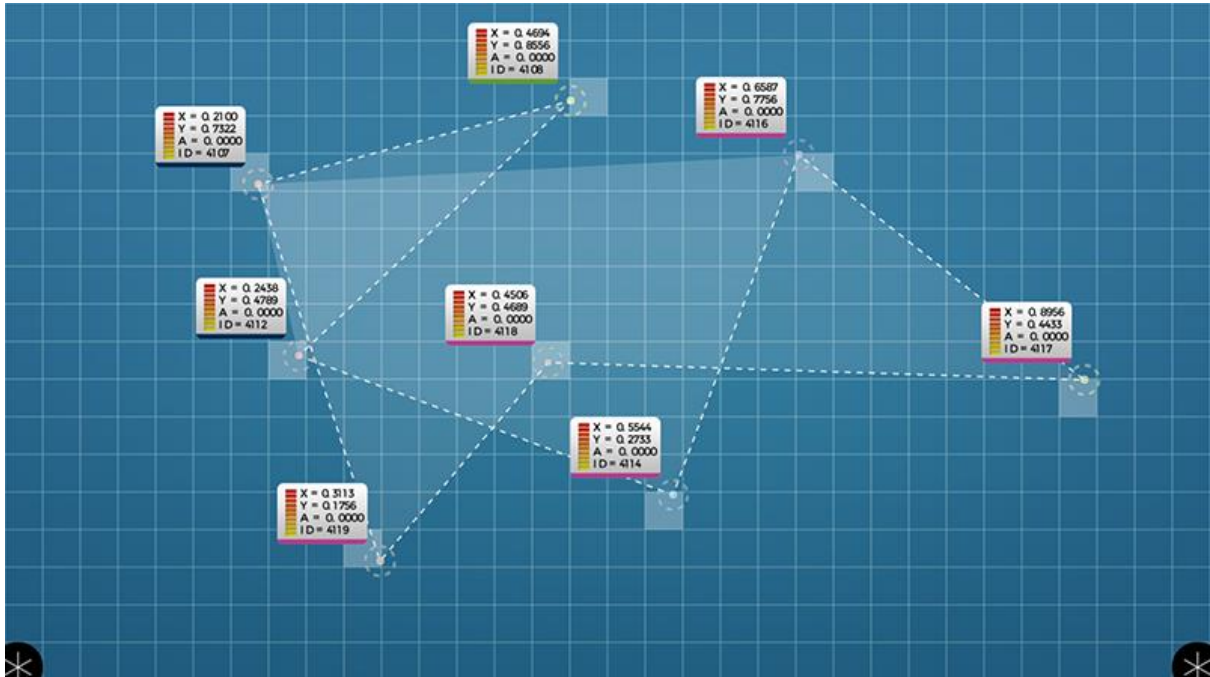 X = 0.4694
Y = 0.8556
A = 0.0000
ID = 4108
X = 0.6587
Y = 0.7756
A = 0.0000
ID = 4116
X = 0.2100
Y = 0.7322
A = 0.0000
ID = 4107
X = 0.2438
Y = 0.4789
A = 0.0000
ID = 4112
X = 0.4506
Y = 0.4689
A = 0.0000
ID = 4118
X = 0.8956
Y = 0.4433
A = 0.0000
ID = 4117
X = 0.5544
Y = 0.2733
A = 0.0000
ID = 4114
X = 0.3113
Y = 0.1756
A = 0.0000
ID = 4119